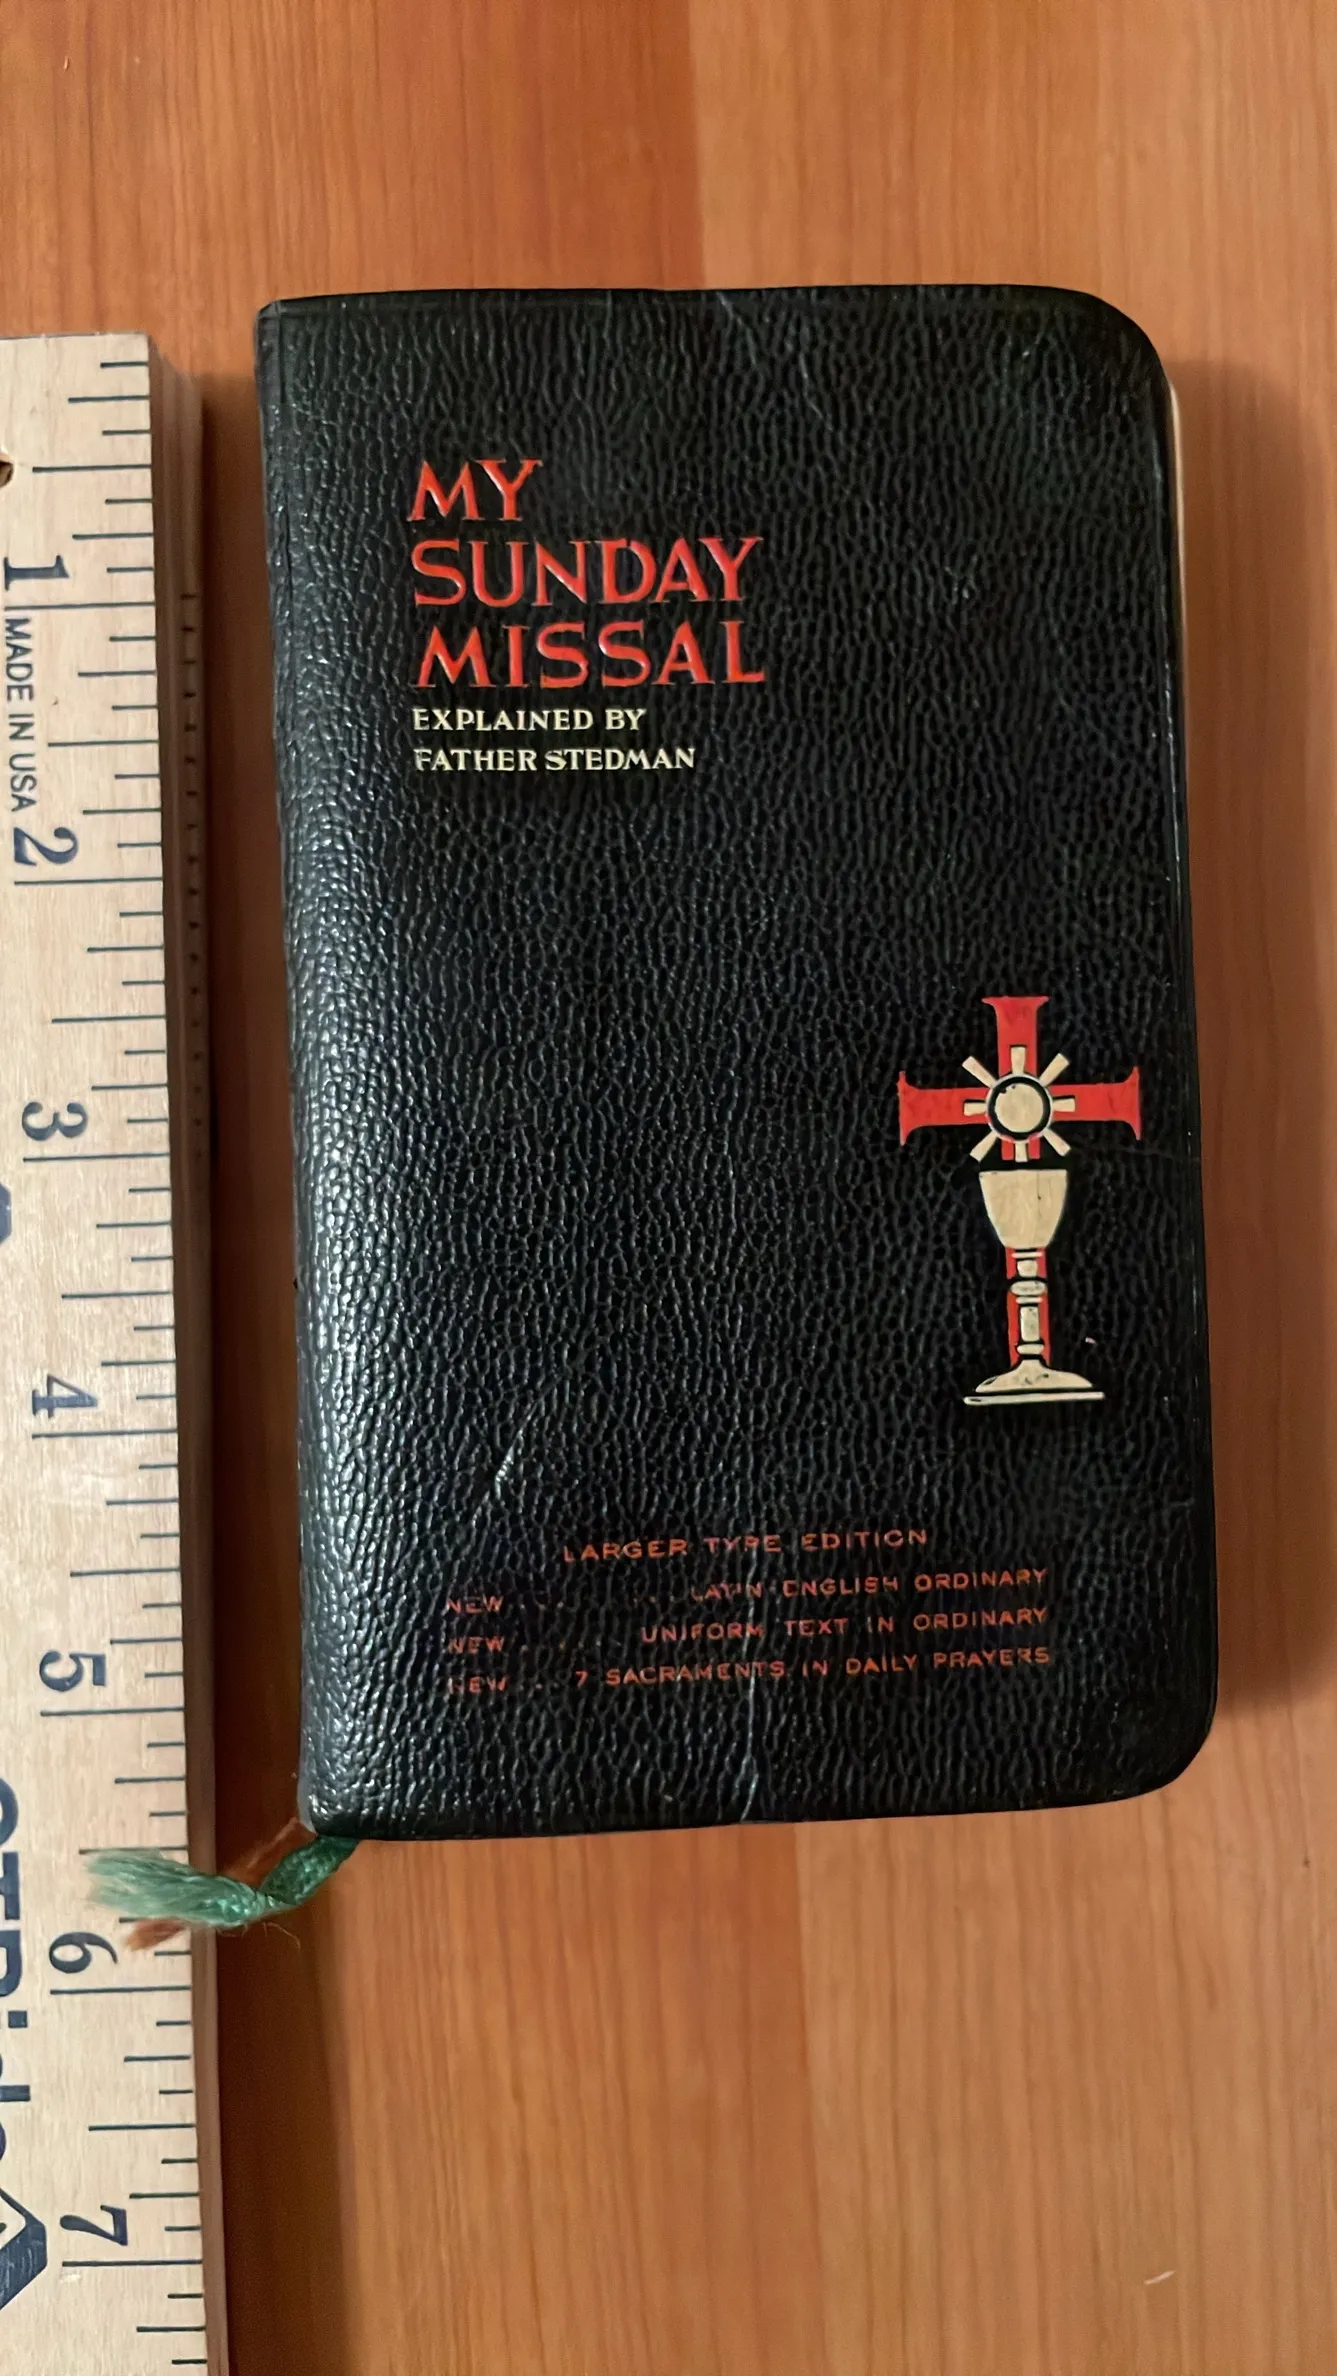 MY
SUNDAY
MISSAL
EXPLAINED BY
FATHER STEDMAN
LARGER TYPE EDITION
NEW . . . . . . . . LATIN-ENGLISH ORDINARY
NEW . . . . . . UNIFORM TEXT IN ORDINARY
NEW . . . 7 SACRAMENTS IN DAILY PRAYERS
1
MADE IN USA
2
3
4
5
6
7